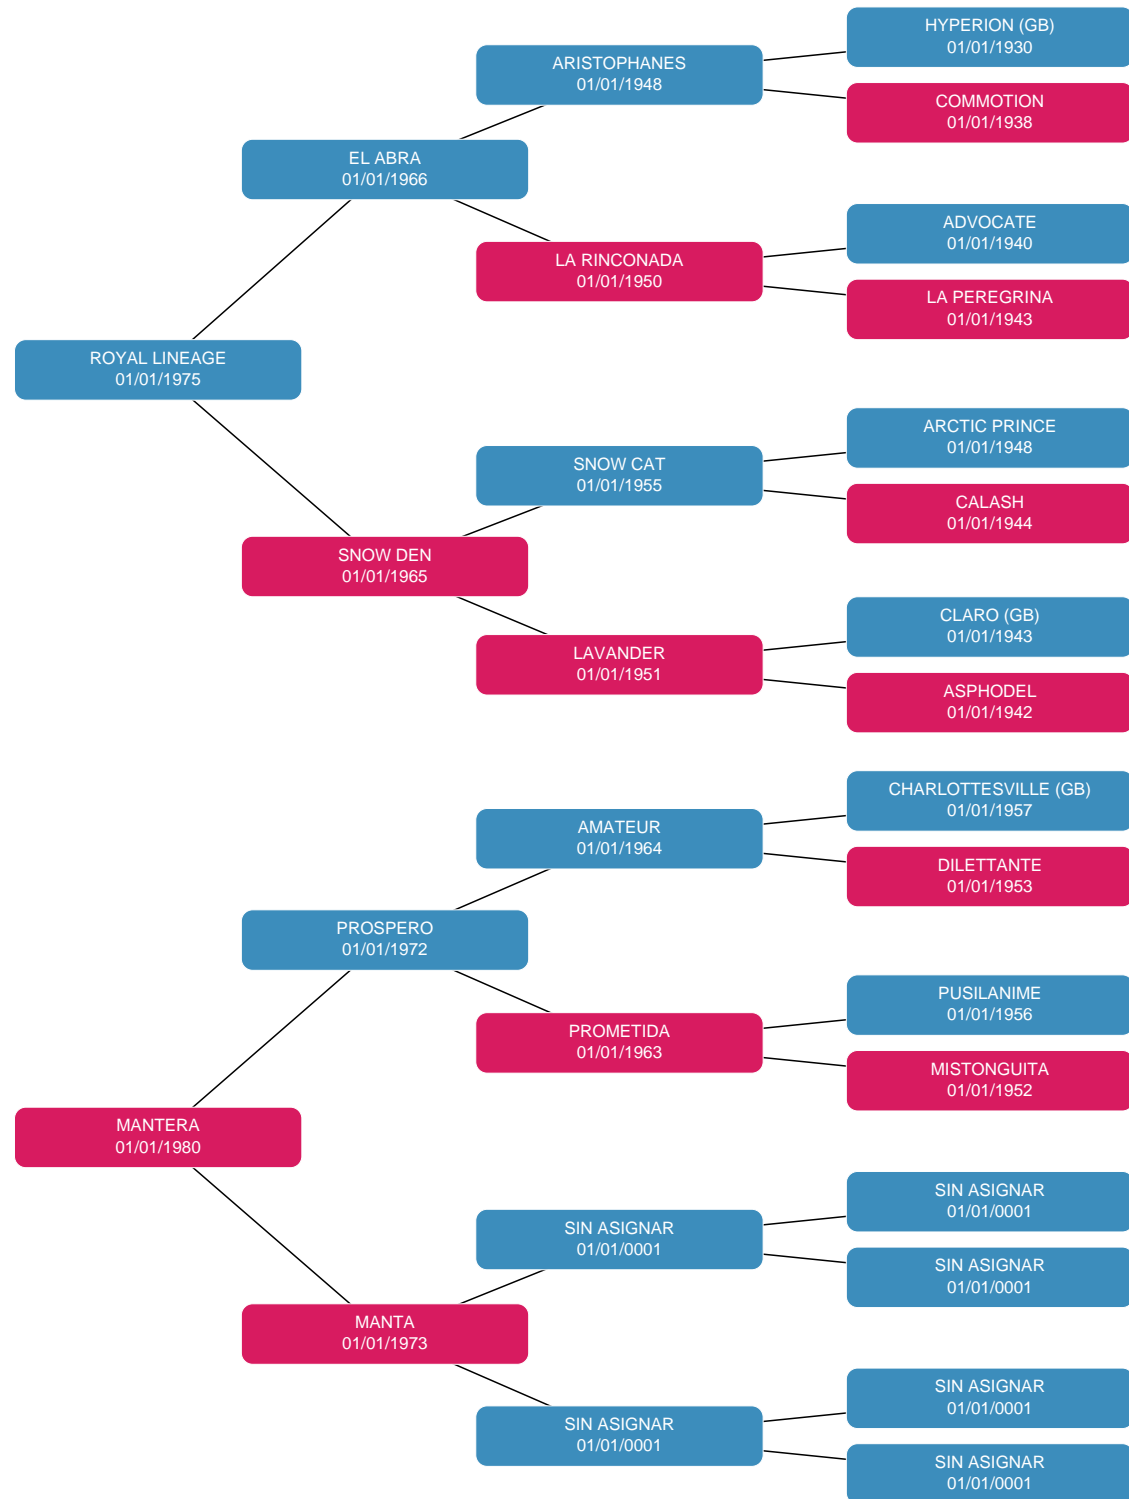 HYPERION (GB)
01/01/1930
ARISTOPHANES
01/01/1948
COMMOTION
01/01/1938
EL ABRA
01/01/1966
ADVOCATE
01/01/1940
LA RINCONADA
01/01/1950
LA PEREGRINA
01/01/1943
ROYAL LINEAGE
01/01/1975
ARCTIC PRINCE
01/01/1948
SNOW CAT
01/01/1955
CALASH
01/01/1944
SNOW DEN
01/01/1965
CLARO (GB)
01/01/1943
LAVANDER
01/01/1951
ASPHODEL
01/01/1942
CHARLOTTESVILLE (GB)
01/01/1957
AMATEUR
01/01/1964
DILETTANTE
01/01/1953
PROSPERO
01/01/1972
PUSILANIME
01/01/1956
PROMETIDA
01/01/1963
MISTONGUITA
01/01/1952
MANTERA
01/01/1980
SIN ASIGNAR
01/01/0001
SIN ASIGNAR
01/01/0001
SIN ASIGNAR
01/01/0001
MANTA
01/01/1973
SIN ASIGNAR
01/01/0001
SIN ASIGNAR
01/01/0001
SIN ASIGNAR
01/01/0001